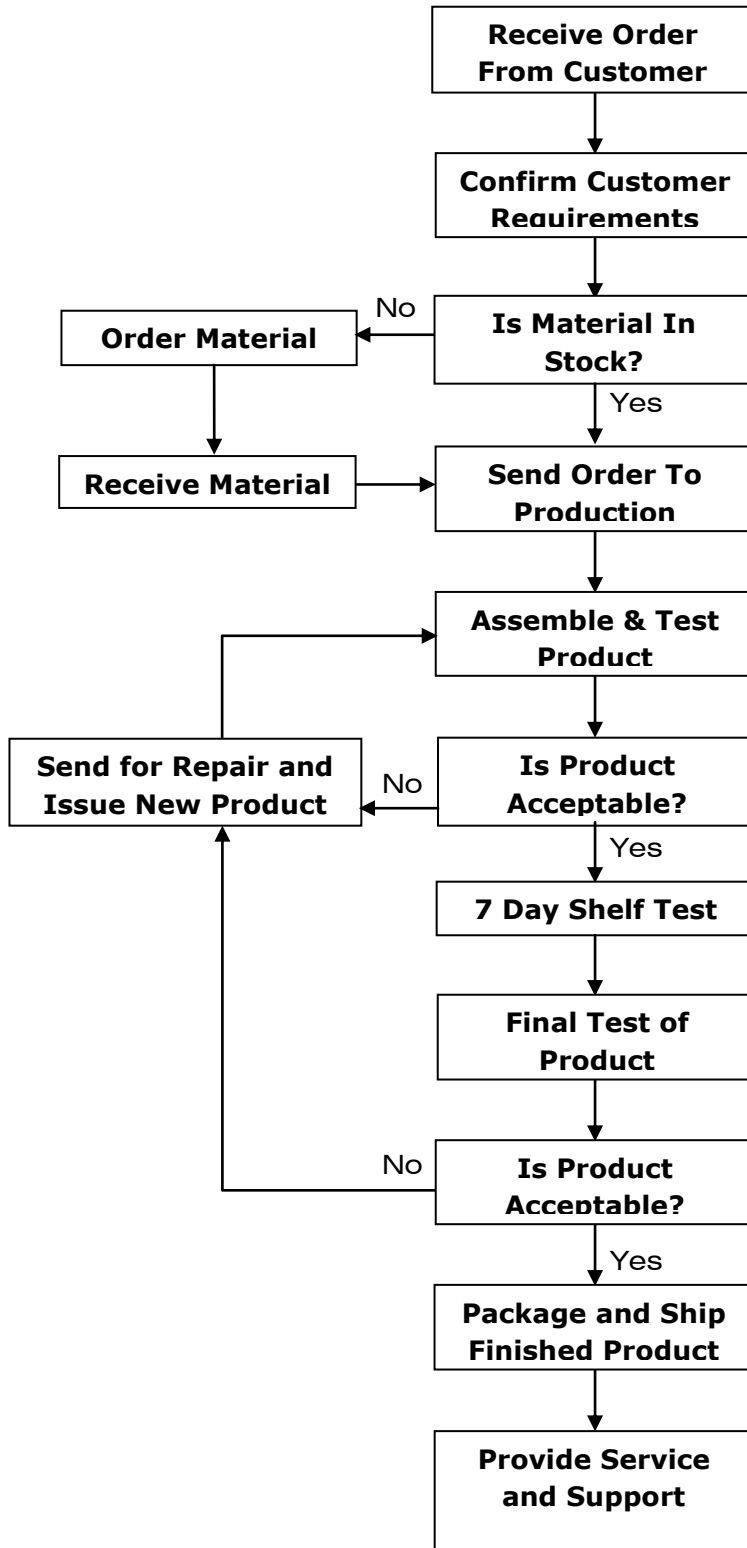 Receive Order
From Customer
Confirm Customer
Requirements
No
Order Material
Is Material In
Stock?
Yes
Receive Material
Send Order To
Production
Assemble & Test
Product
Send for Repair and
Issue New Product
No
Is Product
Acceptable?
Yes
7 Day Shelf Test
Final Test of
Product
No
Is Product
Acceptable?
Yes
Package and Ship
Finished Product
Provide Service
and Support